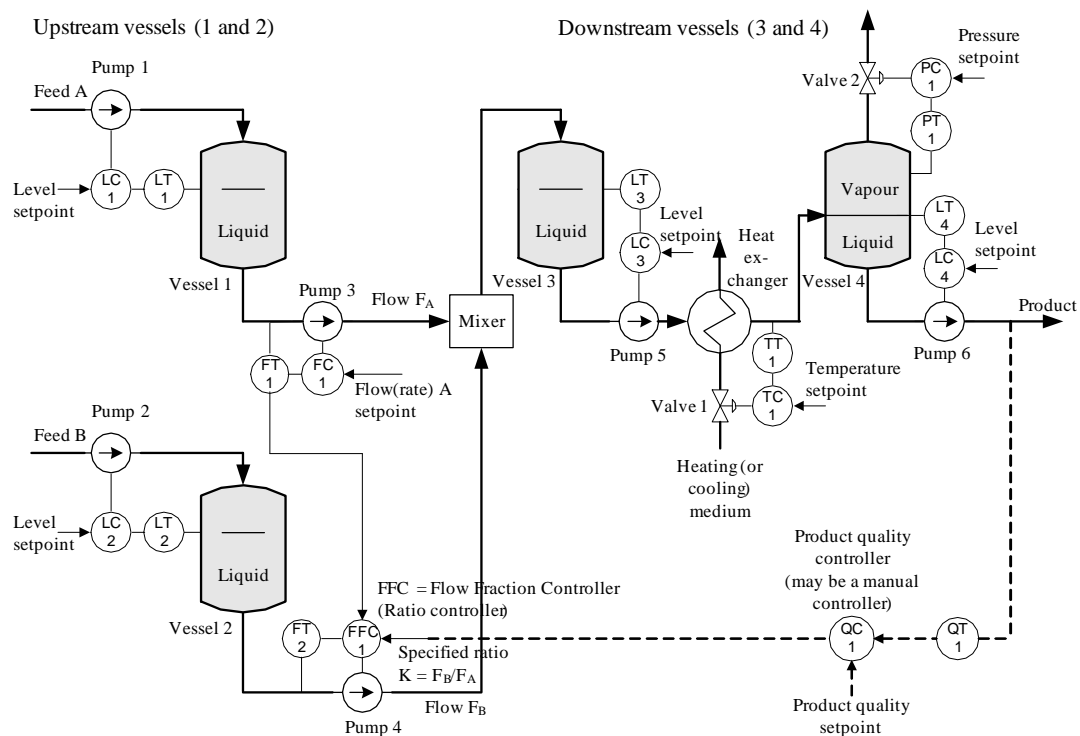 Upstream vessels (1 and 2)
Downstream vessels (3 and 4)
Pump 1
Feed A
LC
1
LT
1
Level
setpoint
Liquid
Vessel 1
Pump 3
Flow FA
FT
1
FC
1
Flow(rate) A
setpoint
Mixer
Pump 2
Feed B
LC
2
LT
2
Level
setpoint
Liquid
Vessel 2
FT
2
FFC
1
FFC = Flow Fraction Controller
(Ratio controller)
Specified ratio
K = FB/FA
Pump 4
Flow FB
Liquid
Vessel 3
LT
3
LC
3
Level
setpoint
Pump 5
Heat
ex-
changer
TT
1
TC
1
Temperature
setpoint
Valve 1
Heating (or
cooling)
medium
Valve 2
PC
1
Pressure
setpoint
PT
1
Vapour
Liquid
Vessel 4
LT
4
LC
4
Level
setpoint
Pump 6
Product
Product quality
controller
(may be a manual
controller)
QC
1
QT
1
Product quality
setpoint